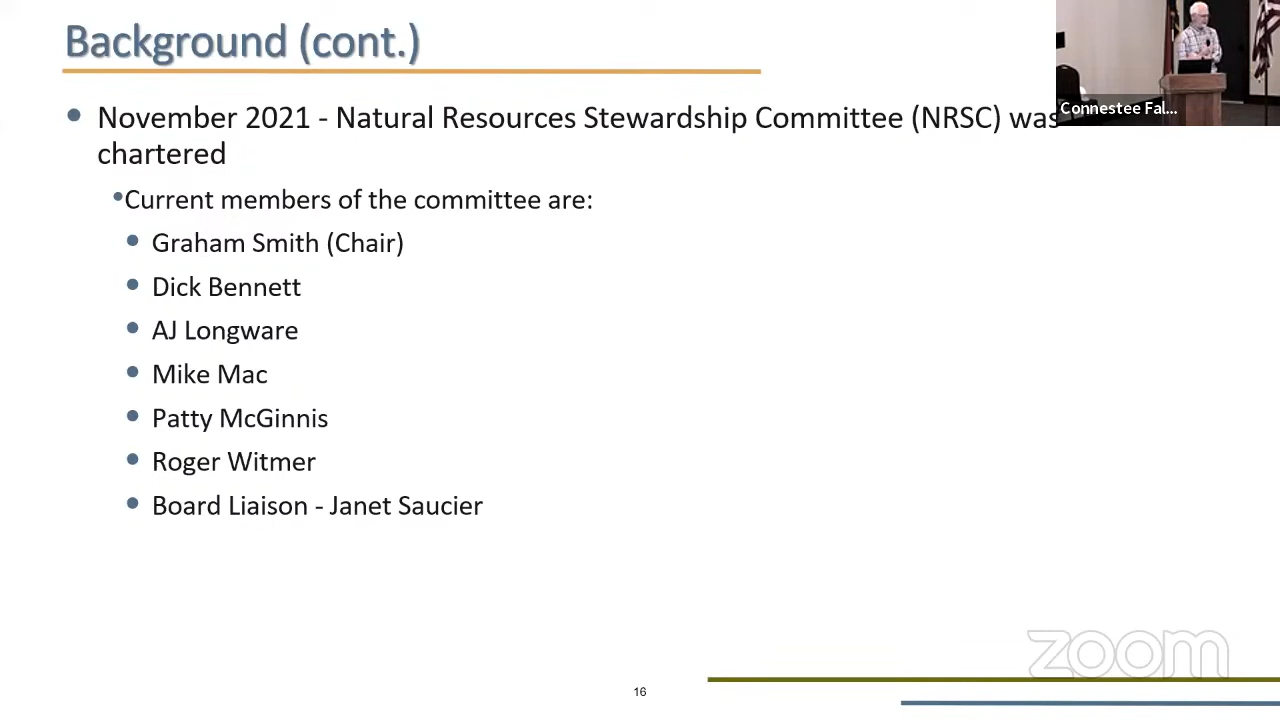 Background (cont.)
November 2021 - Natural Resources Stewardship Committee (NRSC) was
chartered
Current members of the committee are:
Graham Smith (Chair)
Dick Bennett
AJ Longware
Mike Mac
Patty McGinnis
Roger Witmer
Board Liaison - Janet Saucier
Connestee Fal...
zoom
16